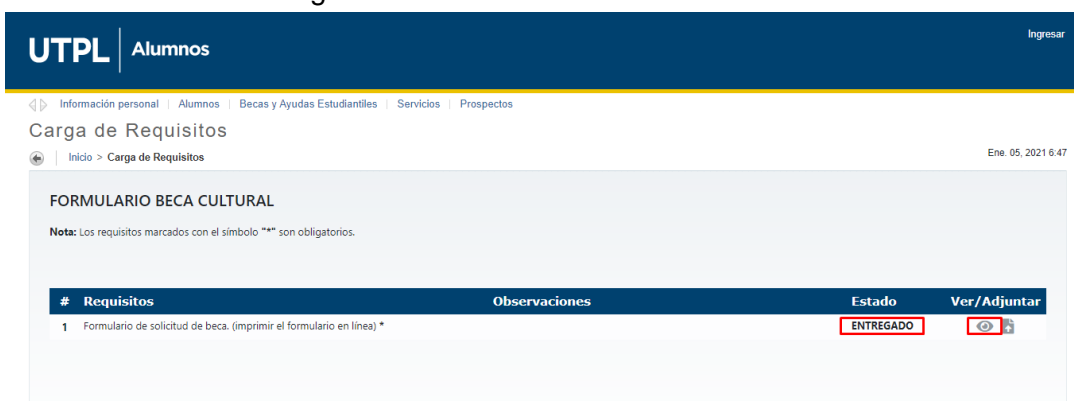 Ingresar
UTPL Alumnos
Información personal | Alumnos | Becas y Ayudas Estudiantiles | Servicios | Prospectos
Carga de Requisitos
Inicio > Carga de Requisitos
Ene. 05, 2021 6:47
FORMULARIO BECA CULTURAL
Nota: Los requisitos marcados con el símbolo "*" son obligatorios.
# Requisitos Observaciones Estado Ver/Adjuntar
1 Formulario de solicitud de beca. (imprimir el formulario en línea) * ENTREGADO